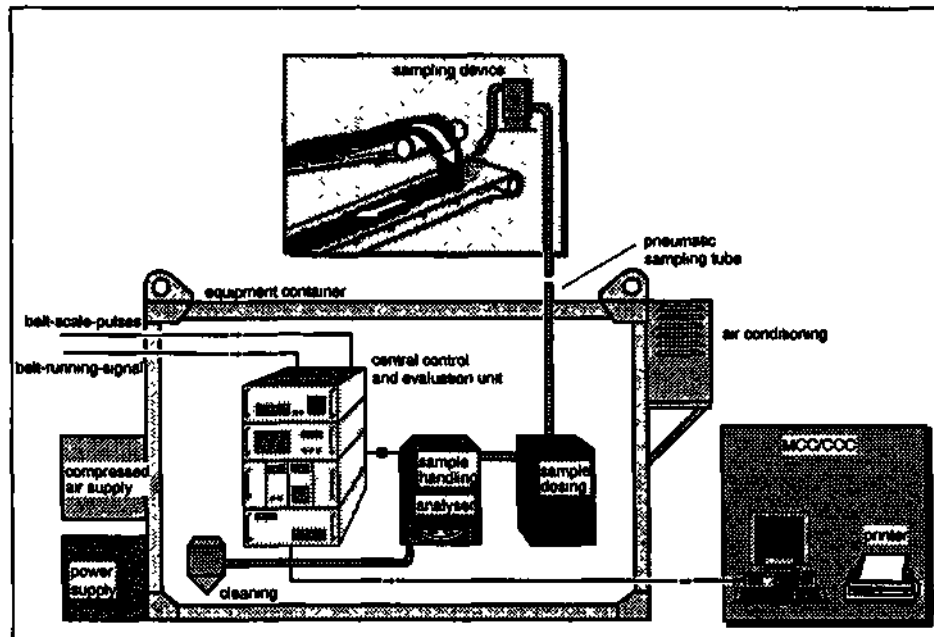 sampling device
pneumatic
sampling tube
equipment container
belt-scale-pulses
air conditioning
belt-running-signal
central control
and evaluation unit
MCC/CCC
compressed
air supply
sample
handling
analyser
sample
dosing
printer
power
supply
cleaning